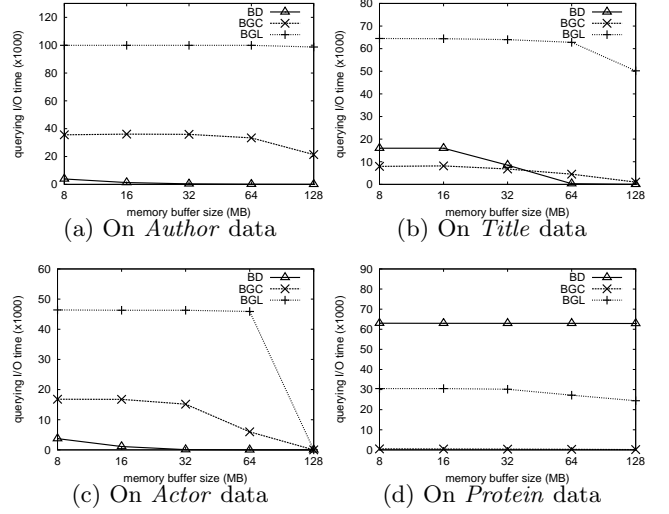 querying I/O time (x1000)
BD
BGC
BGL
120
100
80
60
40
20
0
8 16 32 64 128
memory buffer size (MB)
(a) On Author data
querying I/O time (x1000)
BD
BGC
BGL
80
70
60
50
40
30
20
10
0
8 16 32 64 128
memory buffer size (MB)
(b) On Title data
querying I/O time (x1000)
BD
BGC
BGL
60
50
40
30
20
10
0
8 16 32 64 128
memory buffer size (MB)
(c) On Actor data
querying I/O time (x1000)
BD
BGC
BGL
90
80
70
60
50
40
30
20
10
0
8 16 32 64 128
memory buffer size (MB)
(d) On Protein data